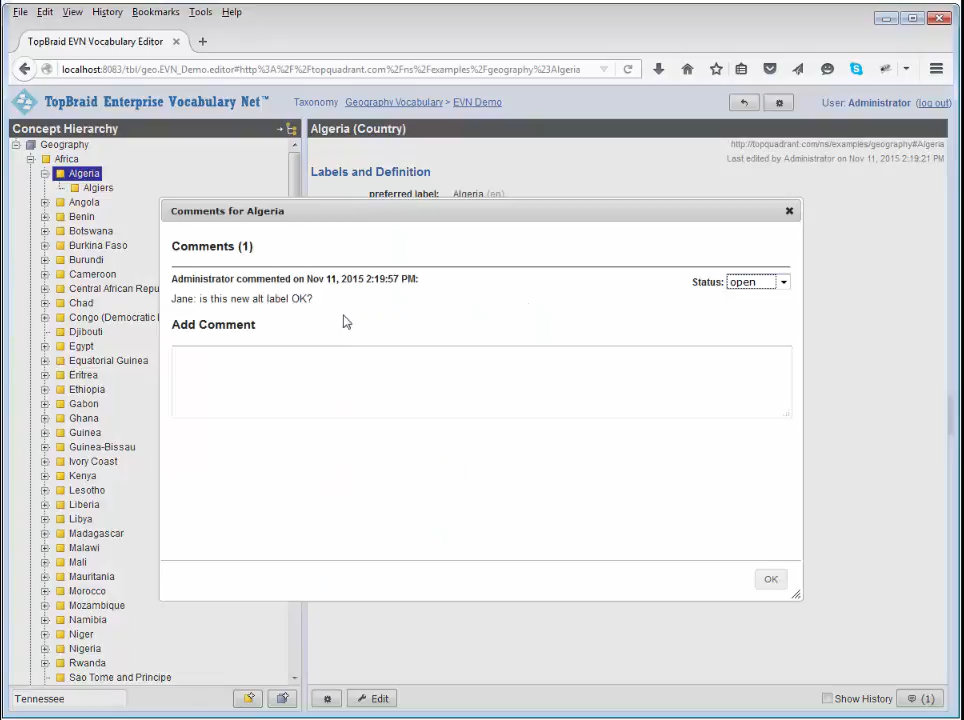 File Edit View History Bookmarks Tools Help
TopBraid EVN Vocabulary Editor
localhost:8083/tbl/geo.EVN_Demo.editor#http%3A%2F%2Ftopquadrant.com%2Fns%2Fexamples%2Fgeography%23Algeria
TopBraid Enterprise Vocabulary Net™ Taxonomy Geography Vocabulary > EVN Demo User: Administrator (log out)
Concept Hierarchy
Algeria (Country)
Geography
Africa
Algeria
Algiers
Angola
Benin
Botswana
Burkina Faso
Burundi
Cameroon
Central African Repu
Chad
Congo (Democratic
Djibouti
Egypt
Equatorial Guinea
Eritrea
Ethiopia
Gabon
Ghana
Guinea
Guinea-Bissau
Ivory Coast
Kenya
Lesotho
Liberia
Libya
Madagascar
Malawi
Mali
Mauritania
Morocco
Mozambique
Namibia
Niger
Nigeria
Rwanda
Sao Tome and Principe
Tennessee
http://topquadrant.com/ns/examples/geography#Algeria
Last edited by Administrator on Nov 11, 2015 2:19:21 PM
Labels and Definition
preferred label: Algeria (en)
Comments for Algeria
Comments (1)
Administrator commented on Nov 11, 2015 2:19:57 PM:
Status: open
Jane: is this new alt label OK?
Add Comment
OK
Edit
Show History
(1)